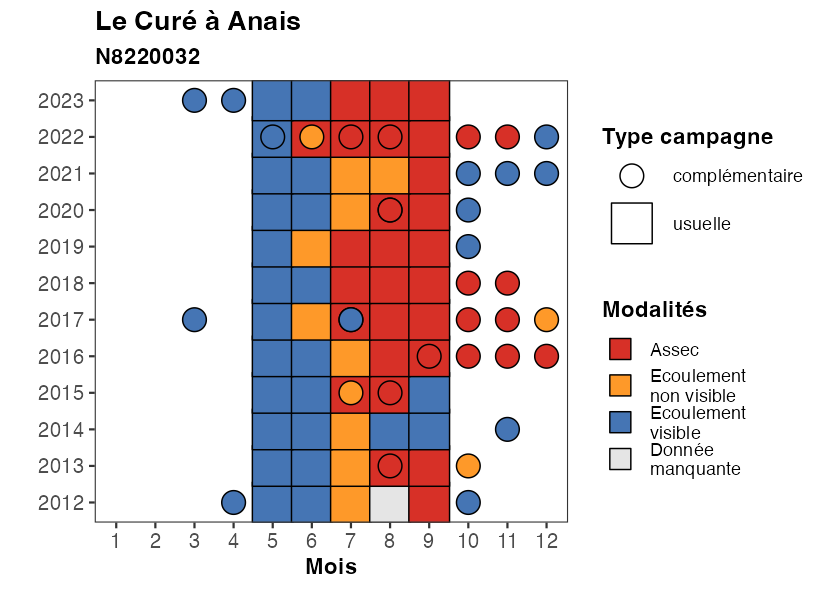 Le Curé à Anais
N8220032
2023
2022
2021
2020
2019
2018
2017
2016
2015
2014
2013
2012
1 2 3 4 5 6 7 8 9 10 11 12
Mois
Type campagne
complémentaire
usuelle
Modalités
Assec
Ecoulement
non visible
Ecoulement
visible
Donnée
manquante